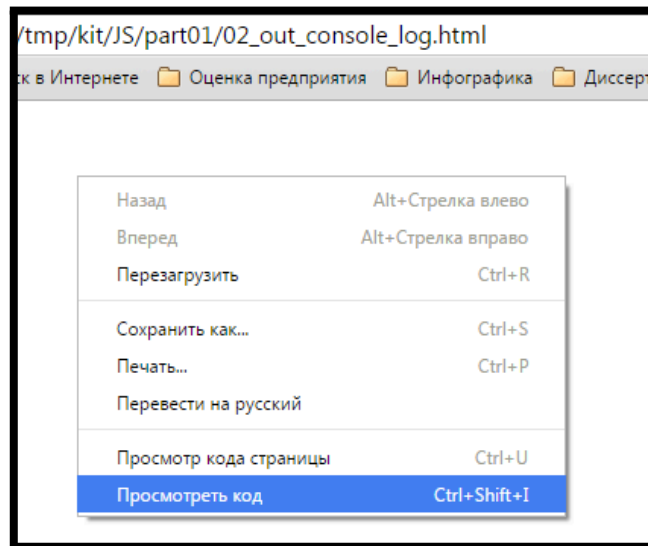 /tmp/kit/JS/part01/02_out_console_log.html
ск в Интернете Оценка предприятия Инфографика Диссерт
Назад Alt+Стрелка влево
Вперед Alt+Стрелка вправо
Перезагрузить Ctrl+R
Сохранить как... Ctrl+S
Печать... Ctrl+P
Перевести на русский
Просмотр кода страницы Ctrl+U
Просмотреть код Ctrl+Shift+I